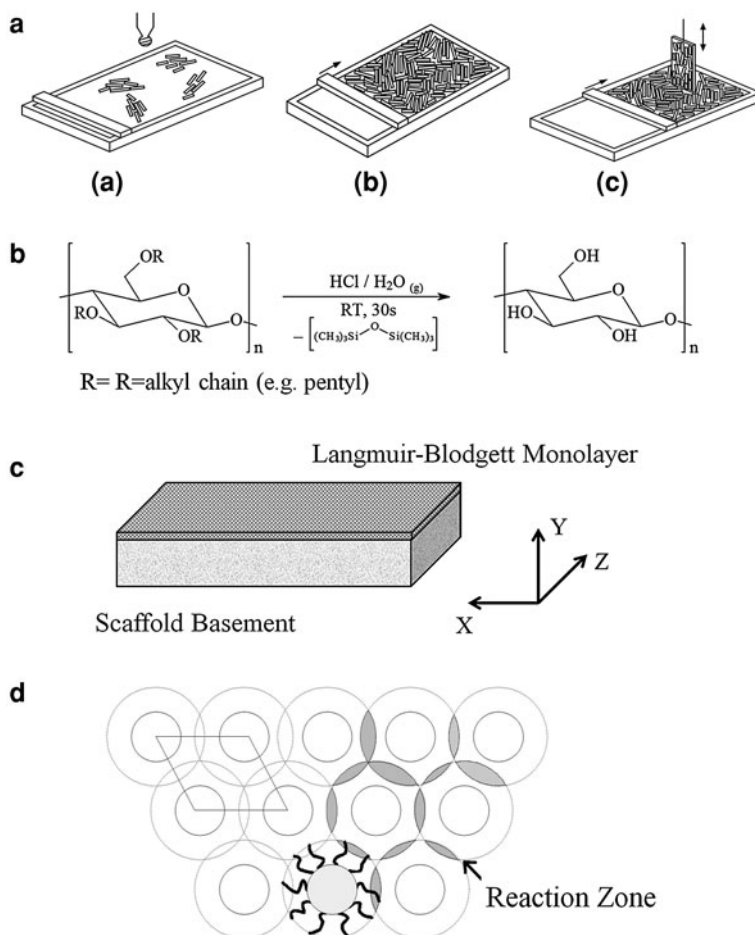 a
(a) (b) (c)
b
OR
O
RO
OR
O
n
HCl / H2O (g)
RT, 30s
− [(CH3)3Si O Si(CH3)3]
OH
O
HO
OH
O
n
R= R=alkyl chain (e.g. pentyl)
c
Langmuir-Blodgett Monolayer
Y
Z
X
Scaffold Basement
d
Reaction Zone